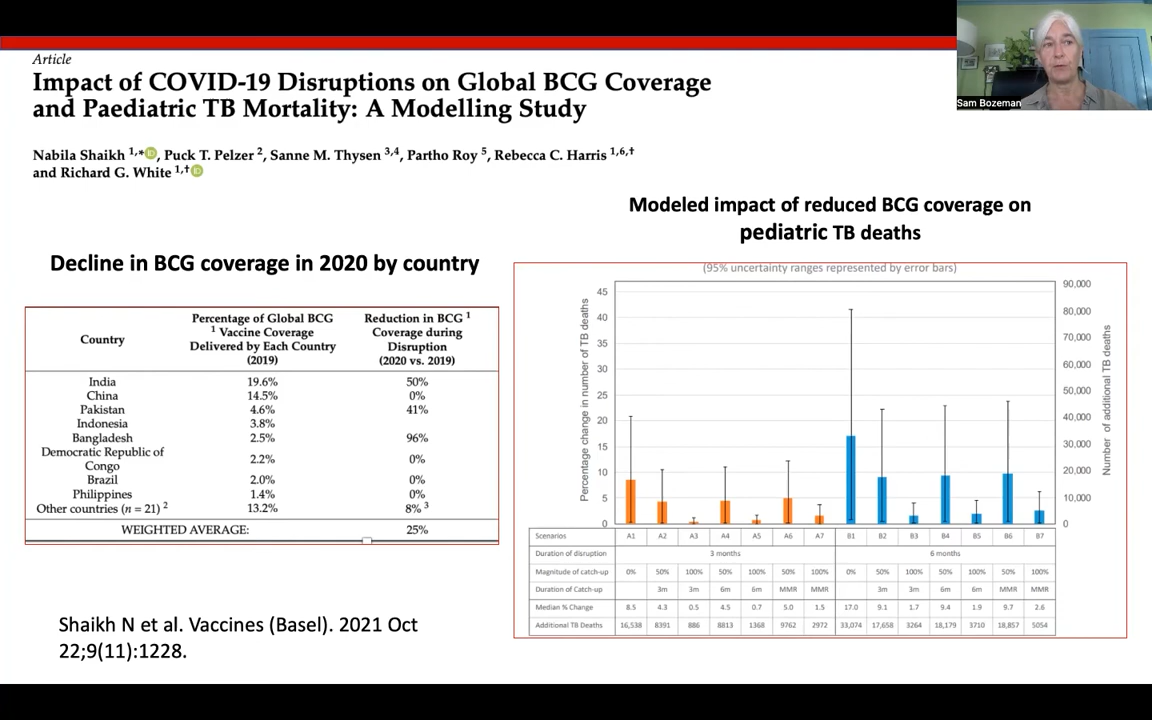 Article
Impact of COVID-19 Disruptions on Global BCG Coverage
and Paediatric TB Mortality: A Modelling Study
Nabila Shaikh 1,*, Puck T. Pelzer 2, Sanne M. Thysen 3,4, Partho Roy 5, Rebecca C. Harris 1,6,†
and Richard G. White 1,†
Sam Bozeman
Decline in BCG coverage in 2020 by country
Country
Percentage of Global BCG
1 Vaccine Coverage
Delivered by Each Country
(2019)
Reduction in BCG 1
Coverage during
Disruption
(2020 vs. 2019)
India 19.6% 50%
China 14.5% 0%
Pakistan 4.6% 41%
Indonesia 3.8%
Bangladesh 2.5% 96%
Democratic Republic of
Congo 2.2% 0%
Brazil 2.0% 0%
Philippines 1.4% 0%
Other countries (n = 21) 2 13.2% 8% 3
WEIGHTED AVERAGE: 25%
Shaikh N et al. Vaccines (Basel). 2021 Oct
22;9(11):1228.
Modeled impact of reduced BCG coverage on
pediatric TB deaths
(95% uncertainty ranges represented by error bars)
Percentage change in number of TB deaths
45
40
35
30
25
20
15
10
5
0
90,000
80,000
70,000
60,000
50,000
40,000
30,000
20,000
10,000
0
Number of additional TB deaths
Scenarios A1 A2 A3 A4 A5 A6 A7 B1 B2 B3 B4 B5 B6 B7
Duration of disruption 3 months 6 months
Magnitude of catch-up 0% 50% 100% 50% 100% 50% 100% 0% 50% 100% 50% 100% 50% 100%
Duration of Catch-up 3m 3m 6m 6m MMR MMR 3m 3m 6m 6m MMR MMR
Median % Change 8.5 4.3 0.5 4.5 0.7 5.0 1.5 17.0 9.1 1.7 9.4 1.9 9.7 2.6
Additional TB Deaths 16,538 8391 886 8813 1368 9762 2972 33,074 17,658 3264 18,179 3710 18,857 5054